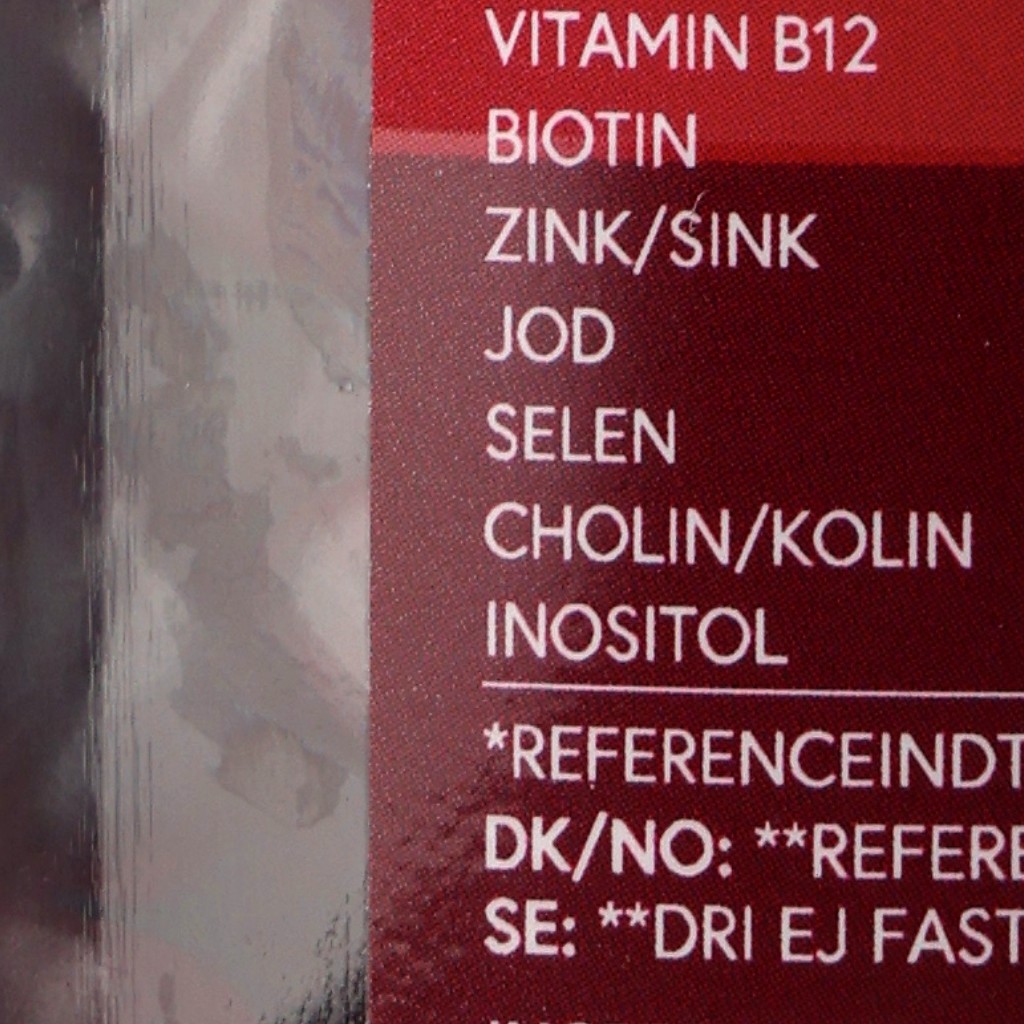 VITAMIN B12
BIOTIN
ZINK/SINK
JOD
SELEN
CHOLIN/KOLIN
INOSITOL
*REFERENCEINDT
DK/NO: **REFERE
SE: **DRI EJ FAST